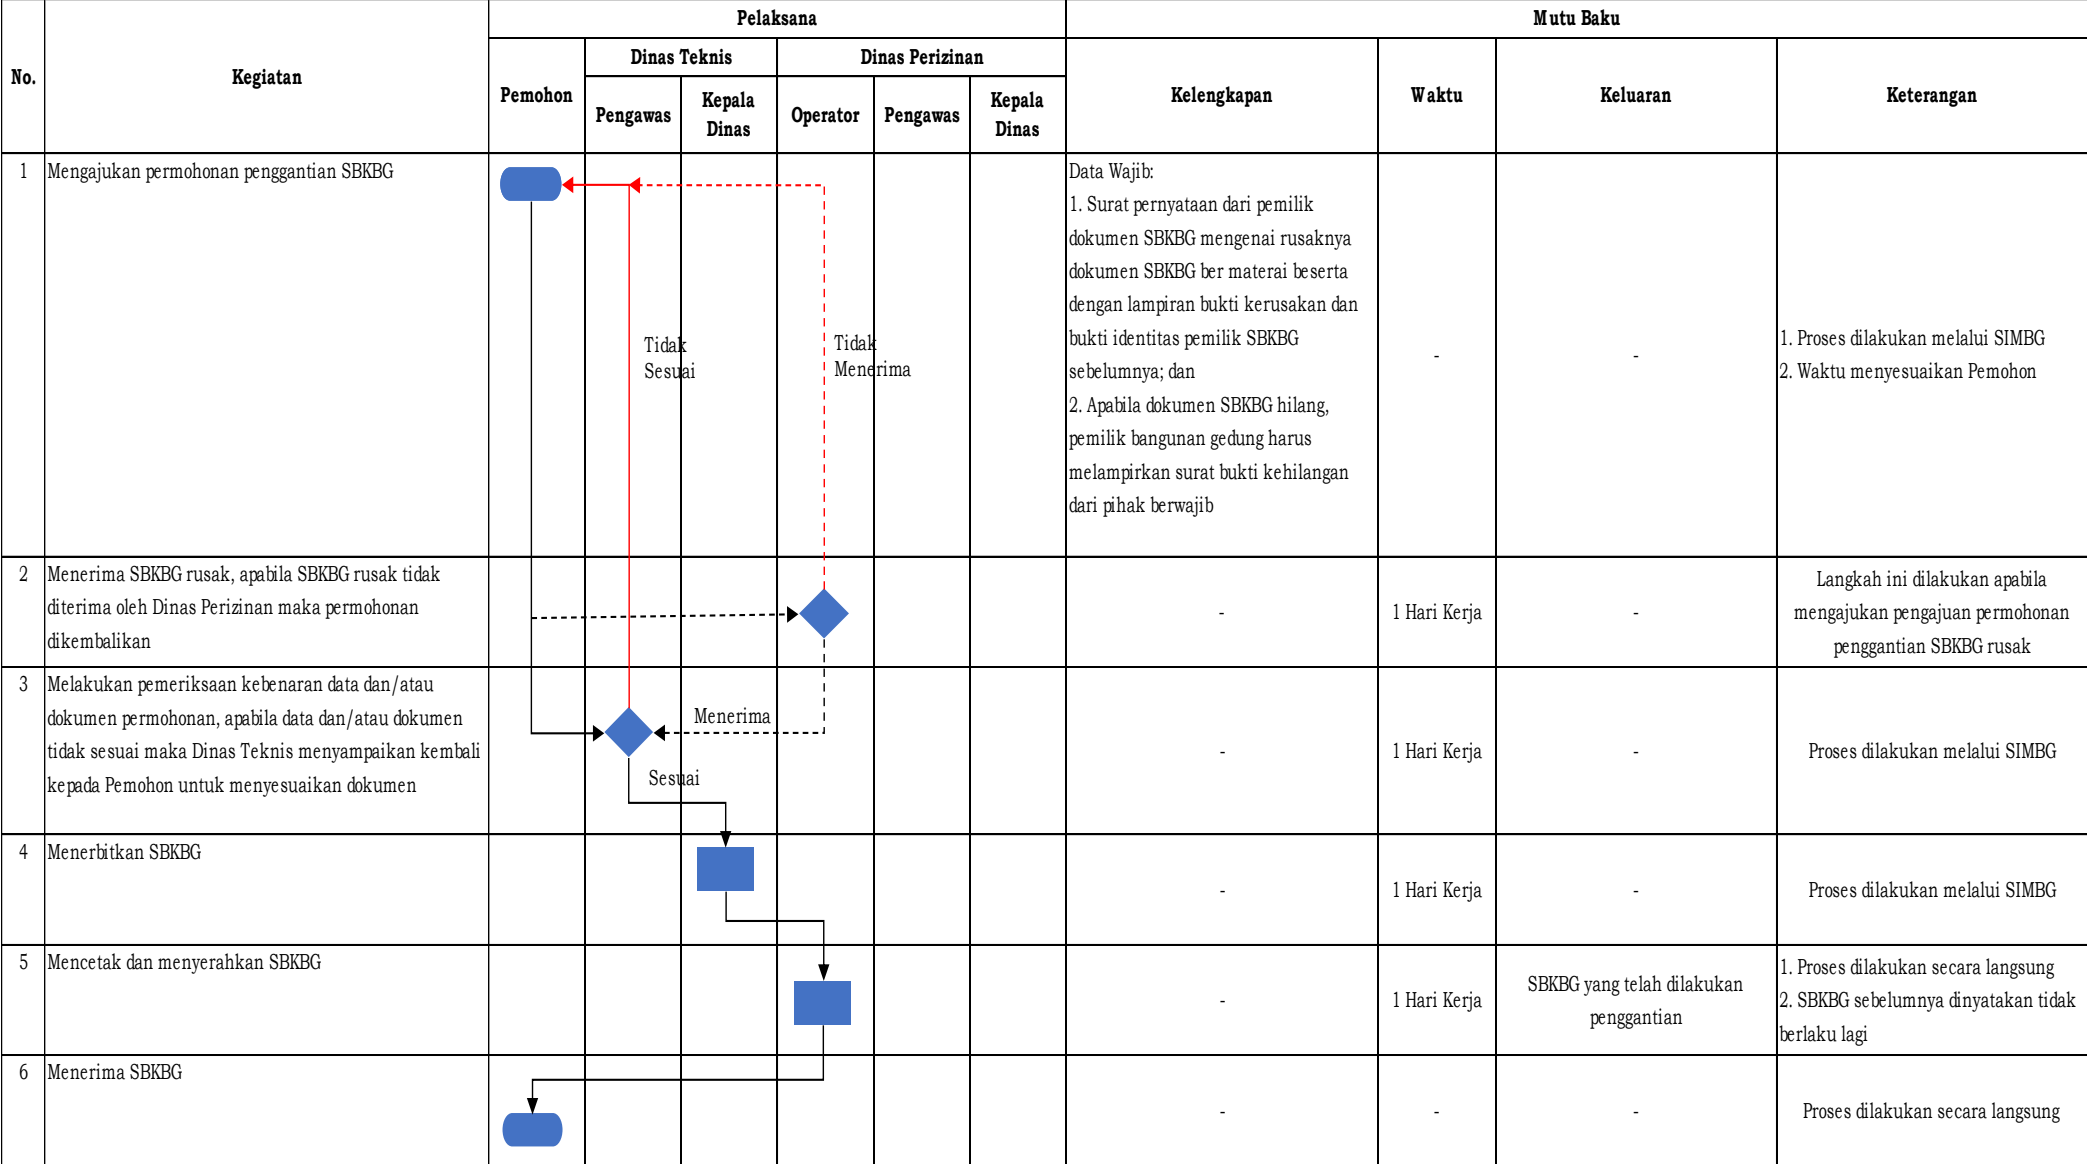 No.
Kegiatan
Pelaksana
Mutu Baku
Pemohon
Dinas Teknis
Dinas Perizinan
Kelengkapan
Waktu
Keluaran
Keterangan
Pengawas
Kepala
Dinas
Operator
Pengawas
Kepala
Dinas
1
Mengajukan permohonan penggantian SBKBG
Tidak
Sesuai
Tidak
Menerima
Data Wajib:
1. Surat pernyataan dari pemilik
dokumen SBKBG mengenai rusaknya
dokumen SBKBG ber materai beserta
dengan lampiran bukti kerusakan dan
bukti identitas pemilik SBKBG
sebelumnya; dan
2. Apabila dokumen SBKBG hilang,
pemilik bangunan gedung harus
melampirkan surat bukti kehilangan
dari pihak berwajib
-
-
1. Proses dilakukan melalui SIMBG
2. Waktu menyesuaikan Pemohon
2
Menerima SBKBG rusak, apabila SBKBG rusak tidak
diterima oleh Dinas Perizinan maka permohonan
dikembalikan
-
1 Hari Kerja
-
Langkah ini dilakukan apabila
mengajukan pengajuan permohonan
penggantian SBKBG rusak
3
Melakukan pemeriksaan kebenaran data dan/atau
dokumen permohonan, apabila data dan/atau dokumen
tidak sesuai maka Dinas Teknis menyampaikan kembali
kepada Pemohon untuk menyesuaikan dokumen
Menerima
Sesuai
-
1 Hari Kerja
-
Proses dilakukan melalui SIMBG
4
Menerbitkan SBKBG
-
1 Hari Kerja
-
Proses dilakukan melalui SIMBG
5
Mencetak dan menyerahkan SBKBG
-
1 Hari Kerja
SBKBG yang telah dilakukan
penggantian
1. Proses dilakukan secara langsung
2. SBKBG sebelumnya dinyatakan tidak
berlaku lagi
6
Menerima SBKBG
-
-
-
Proses dilakukan secara langsung